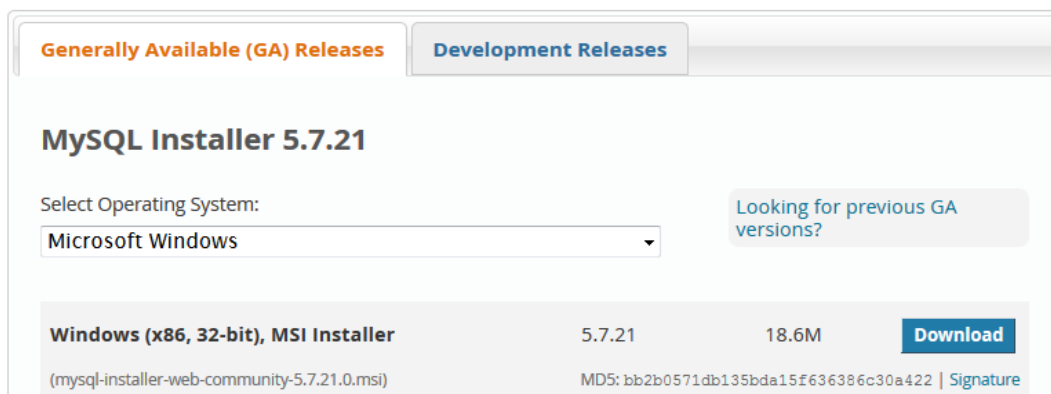 Generally Available (GA) Releases
Development Releases
MySQL Installer 5.7.21
Select Operating System:
Looking for previous GA
versions?
Microsoft Windows
Windows (x86, 32-bit), MSI Installer 5.7.21 18.6M Download
(mysql-installer-web-community-5.7.21.0.msi) MD5: bb2b0571db135bda15f636386c30a422 | Signature